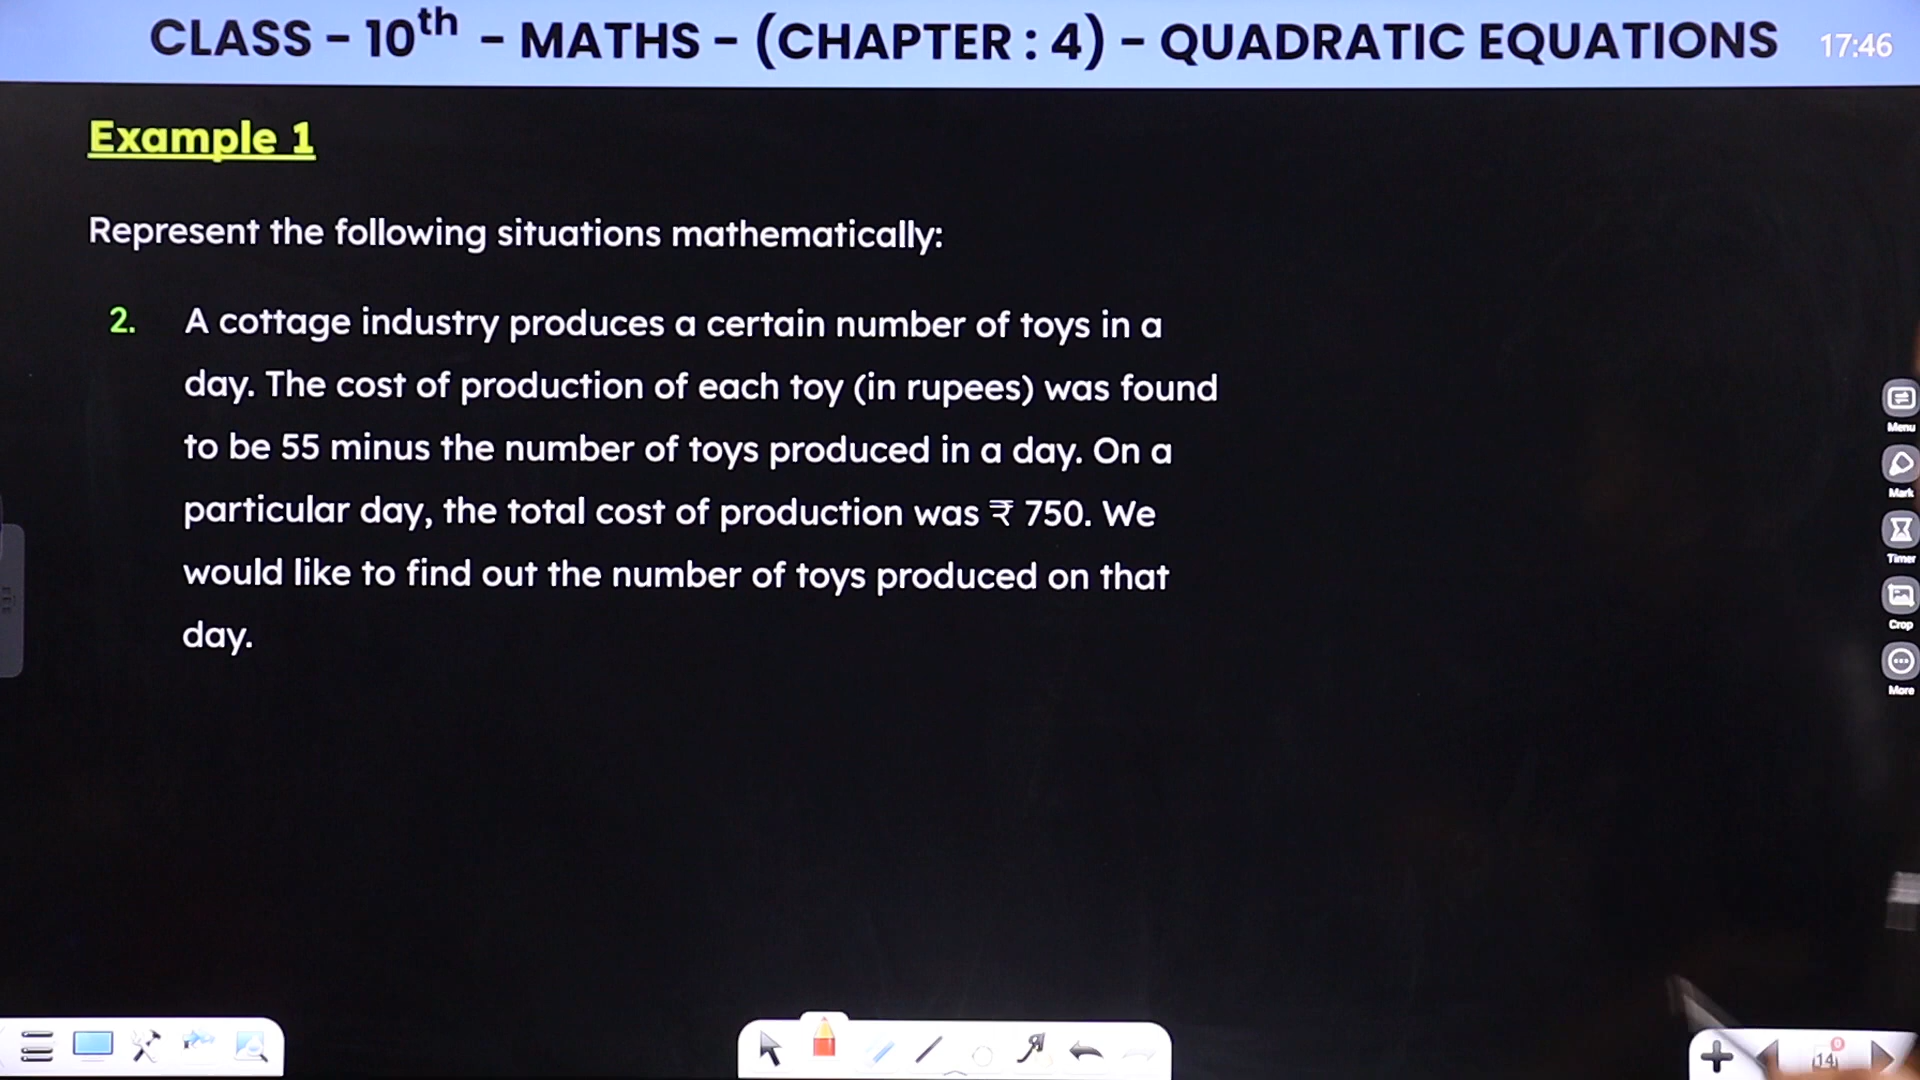 CLASS - 10th - MATHS - (CHAPTER : 4) - QUADRATIC EQUATIONS
17:46
Example 1
Represent the following situations mathematically:
2. A cottage industry produces a certain number of toys in a
day. The cost of production of each toy (in rupees) was found
to be 55 minus the number of toys produced in a day. On a
particular day, the total cost of production was ₹ 750. We
would like to find out the number of toys produced on that
day.
Menu
Mark
Timer
Crop
More
14
0